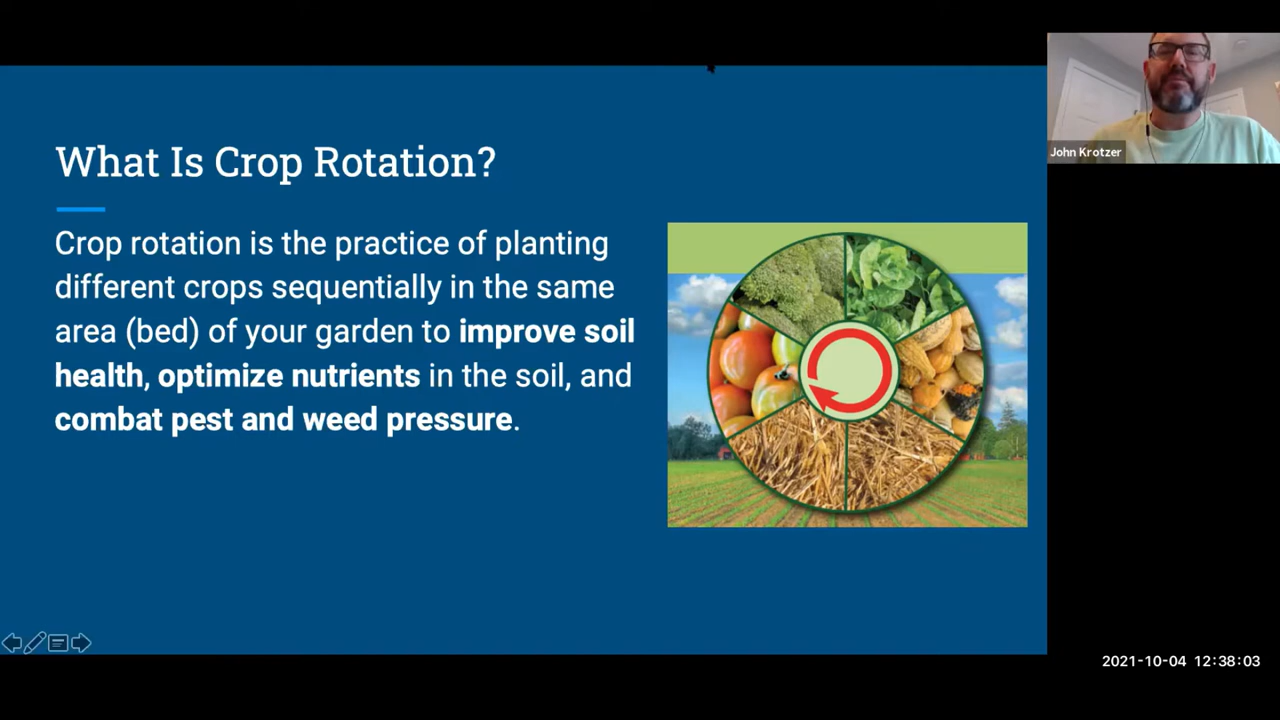 What Is Crop Rotation?
Crop rotation is the practice of planting
different crops sequentially in the same
area (bed) of your garden to improve soil
health, optimize nutrients in the soil, and
combat pest and weed pressure.
John Krotzer
2021-10-04 12:38:03